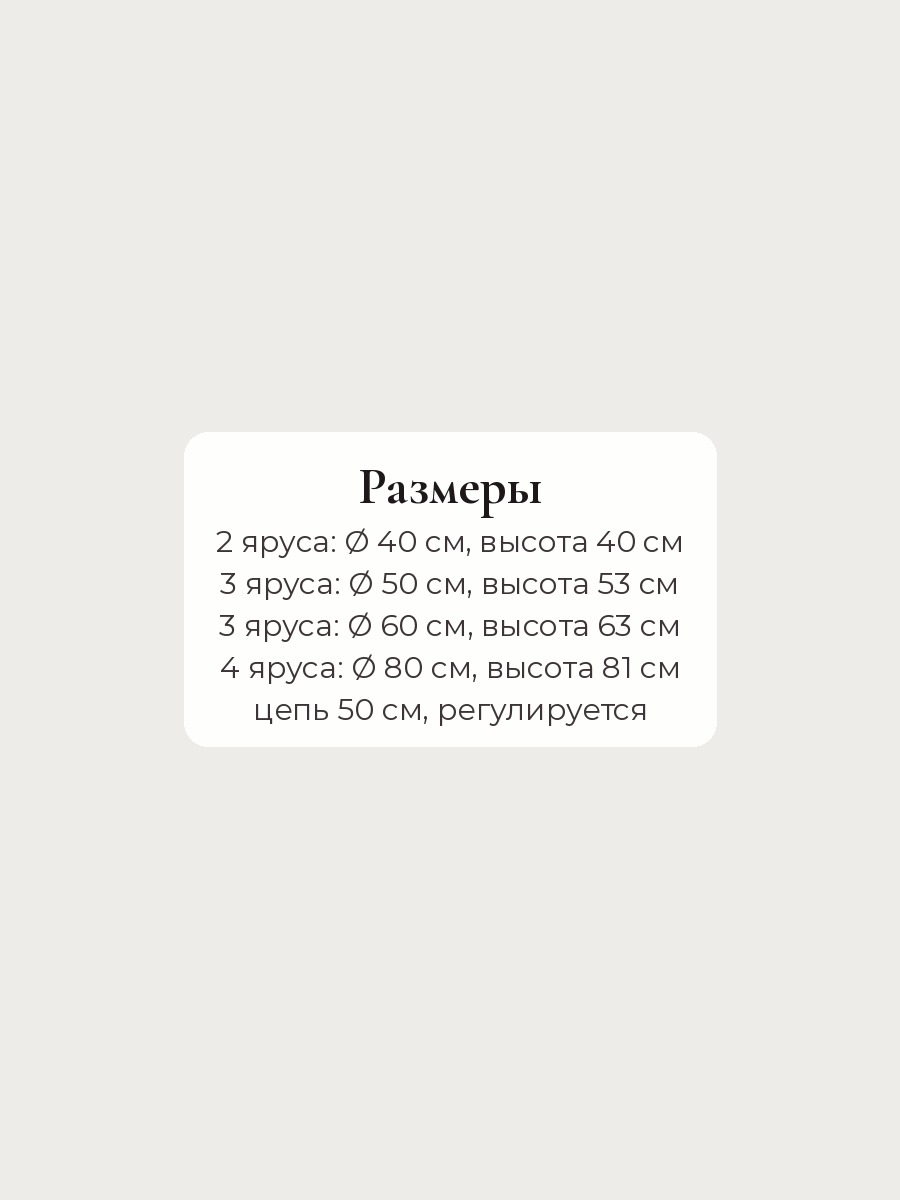 Размеры
2 яруса: Ø 40 см, высота 40 см
3 яруса: Ø 50 см, высота 53 см
3 яруса: Ø 60 см, высота 63 см
4 яруса: Ø 80 см, высота 81 см
цепь 50 см, регулируется